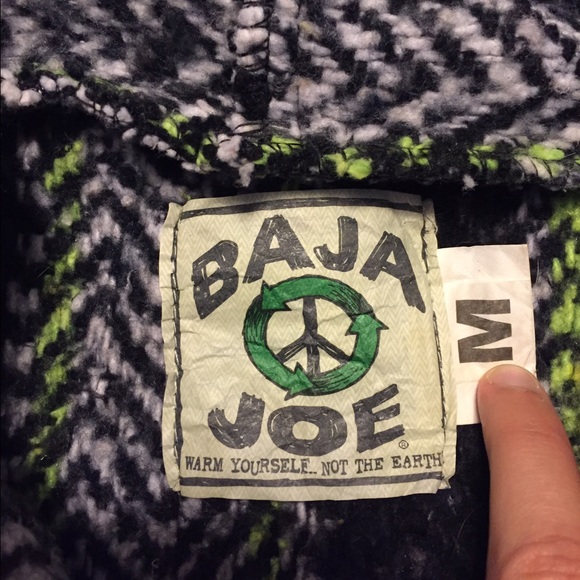 BAJA
JOE®
WARM YOURSELF.. NOT THE EARTH
M